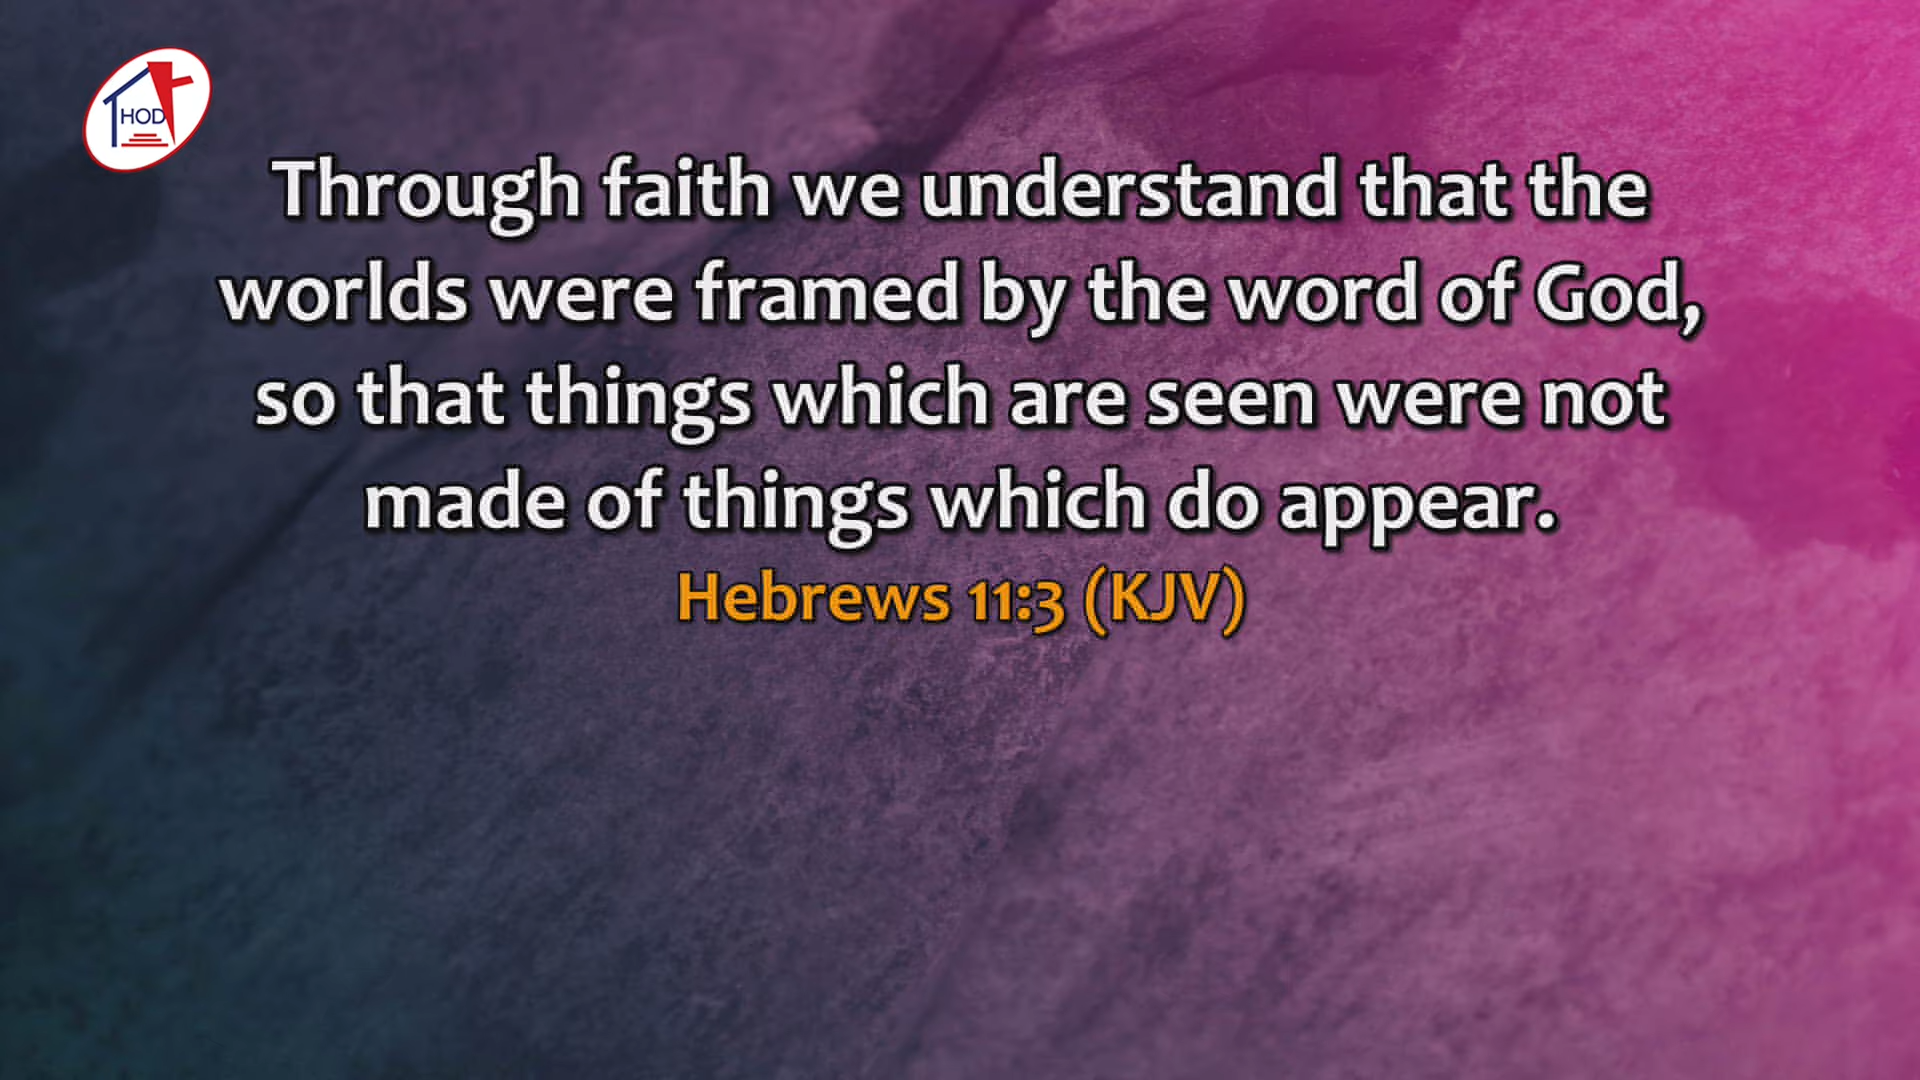 HOD
Through faith we understand that the
worlds were framed by the word of God,
so that things which are seen were not
made of things which do appear.
Hebrews 11:3 (KJV)